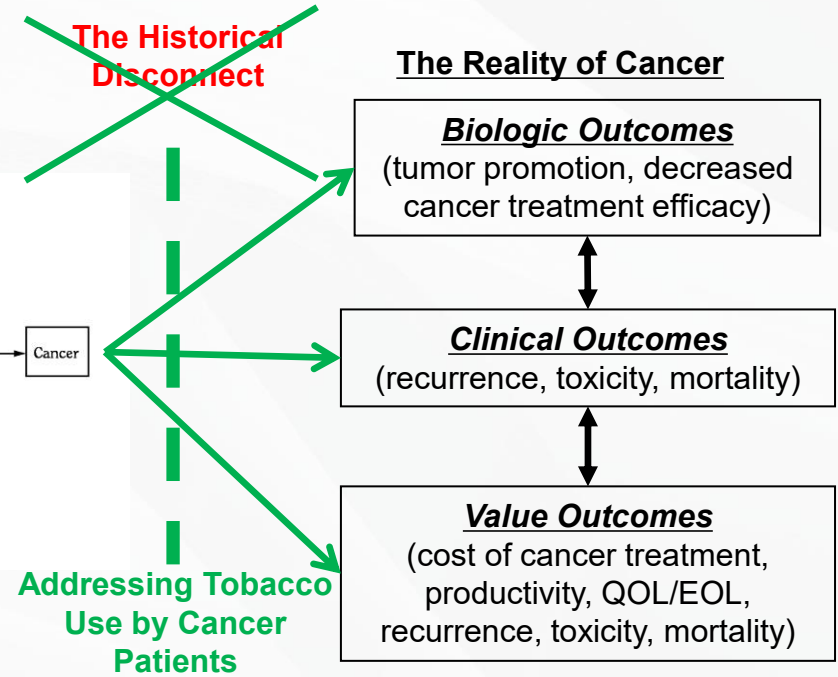 The Historical
Disconnect
The Reality of Cancer
Biologic Outcomes
(tumor promotion, decreased
cancer treatment efficacy)
Cancer
Clinical Outcomes
(recurrence, toxicity, mortality)
Value Outcomes
(cost of cancer treatment,
productivity, QOL/EOL,
recurrence, toxicity, mortality)
Addressing Tobacco
Use by Cancer
Patients